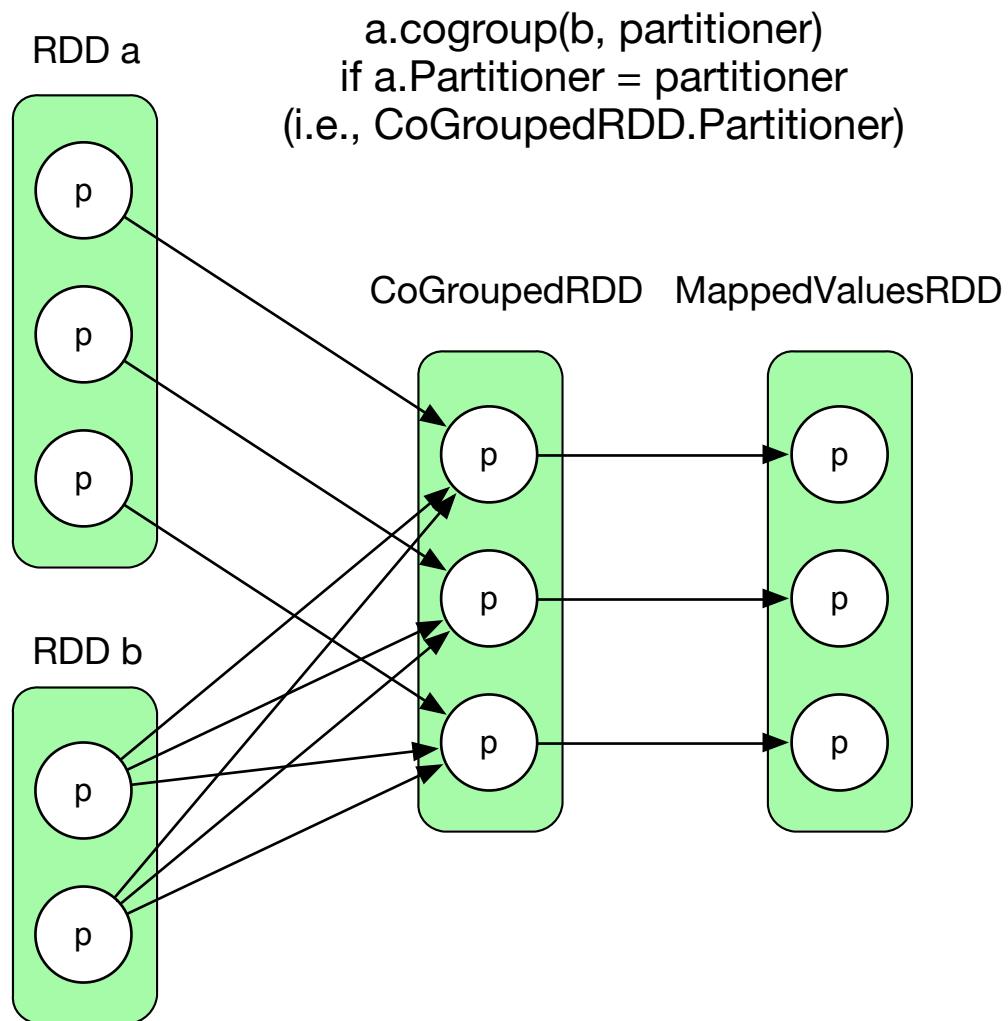 RDD a
a.cogroup(b, partitioner)
if a.Partitioner = partitioner
(i.e., CoGroupedRDD.Partitioner)
p
p
p
CoGroupedRDD
MappedValuesRDD
p
p
p
p
p
p
RDD b
p
p